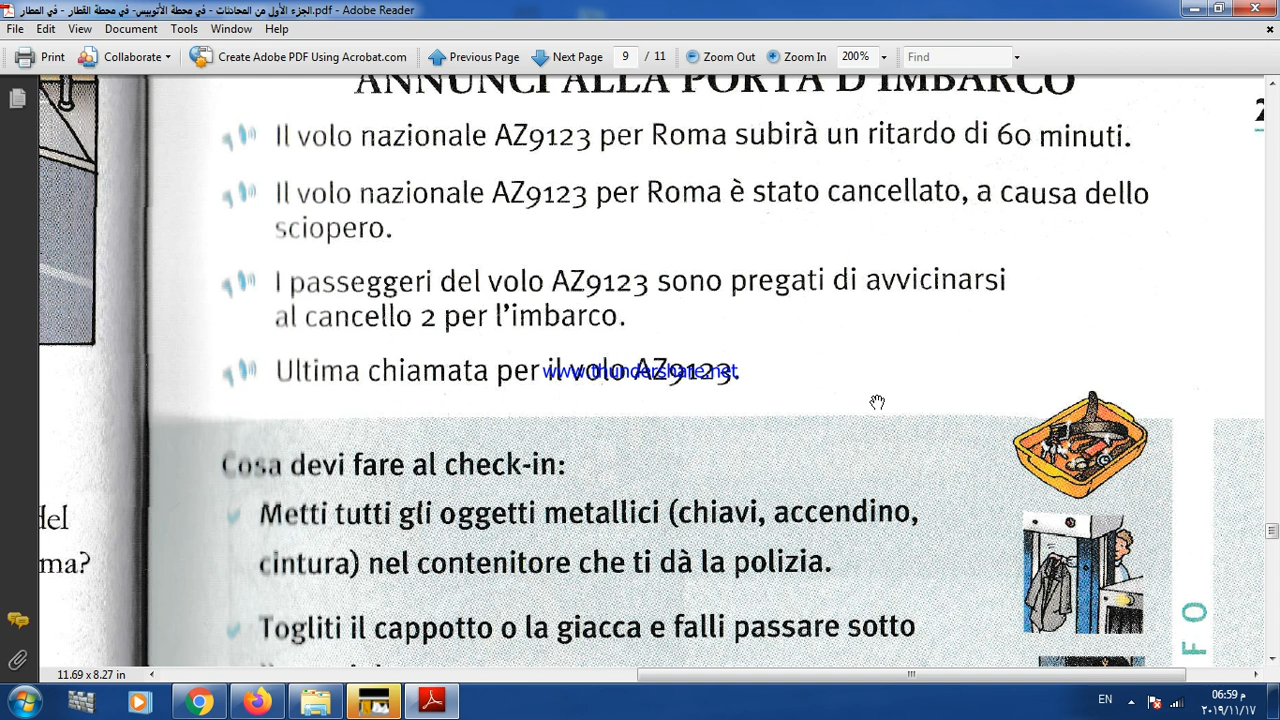 الجزء الأول من المحادثات - في محطة الأتوبيس- في محطة القطار - في المطار.pdf - Adobe Reader
File Edit View Document Tools Window Help
Print Collaborate Create Adobe PDF Using Acrobat.com Previous Page Next Page 9 / 11 Zoom Out Zoom In 200% Find
ANNUNCI ALLA PORTA D'IMBARCO
2
Il volo nazionale AZ9123 per Roma subirà un ritardo di 60 minuti.
Il volo nazionale AZ9123 per Roma è stato cancellato, a causa dello
sciopero.
I passeggeri del volo AZ9123 sono pregati di avvicinarsi
al cancello 2 per l'imbarco.
Ultima chiamata per il volo AZ9123.
www.thundershare.net
Cosa devi fare al check-in:
Metti tutti gli oggetti metallici (chiavi, accendino,
del
cintura) nel contenitore che ti dà la polizia.
ma?
Togliti il cappotto o la giacca e falli passare sotto
F O
11.69 x 8.27 in
EN
06:59 م
٢٠١٩/١١/١٧